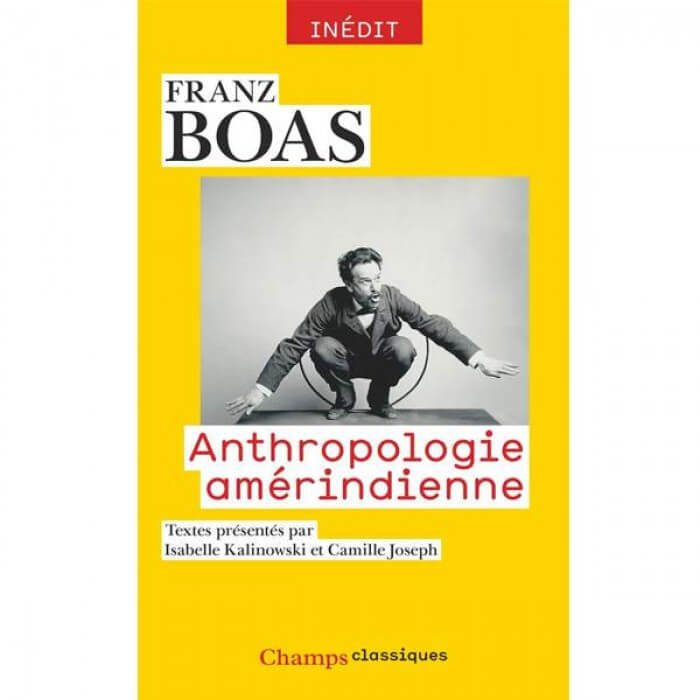 INÉDIT
FRANZ
BOAS
Anthropologie
amérindienne
Textes présentés par
Isabelle Kalinowski et Camille Joseph
Champs classiques